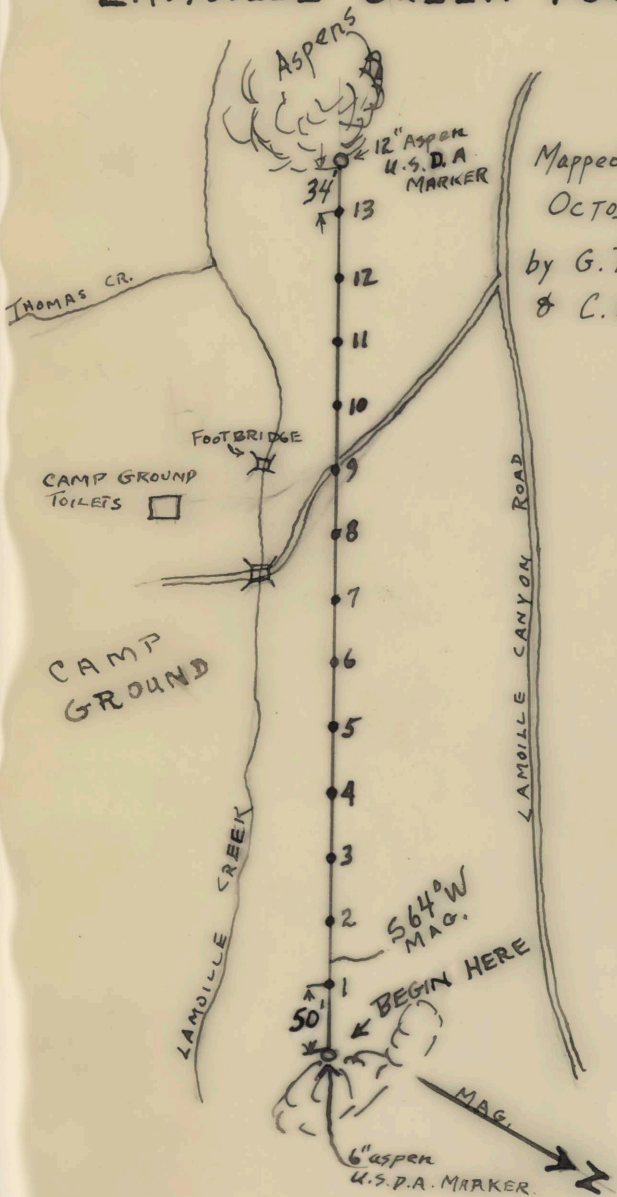 Aspens
12" Aspen
U.S.D.A
MARKER
34'
13
Mapped
by G.
& C.
12
THOMAS CR.
11
10
FOOTBRIDGE
9
CAMP GROUND
TOILETS
8
7
CAMP
GROUND
6
5
LAMOILLE CANYON ROAD
4
3
LAMOILLE CREEK
2
S64°W
MAG.
1
50'
BEGIN HERE
MAG.
N
6" aspen
U.S.D.A. MARKER.